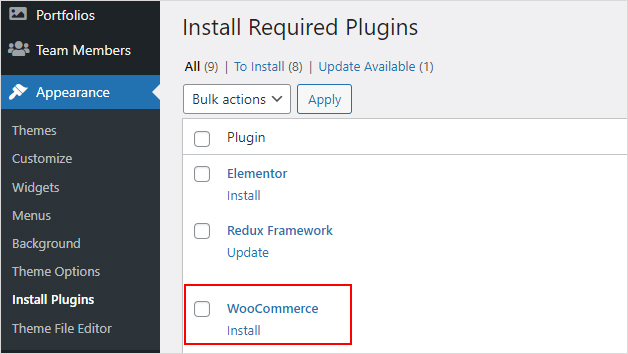 Portfolios
Team Members
Appearance
Themes
Customize
Widgets
Menus
Background
Theme Options
Install Plugins
Theme File Editor
Install Required Plugins
All (9) | To Install (8) | Update Available (1)
Bulk actions Apply
Plugin
Elementor
Install
Redux Framework
Update
WooCommerce
Install